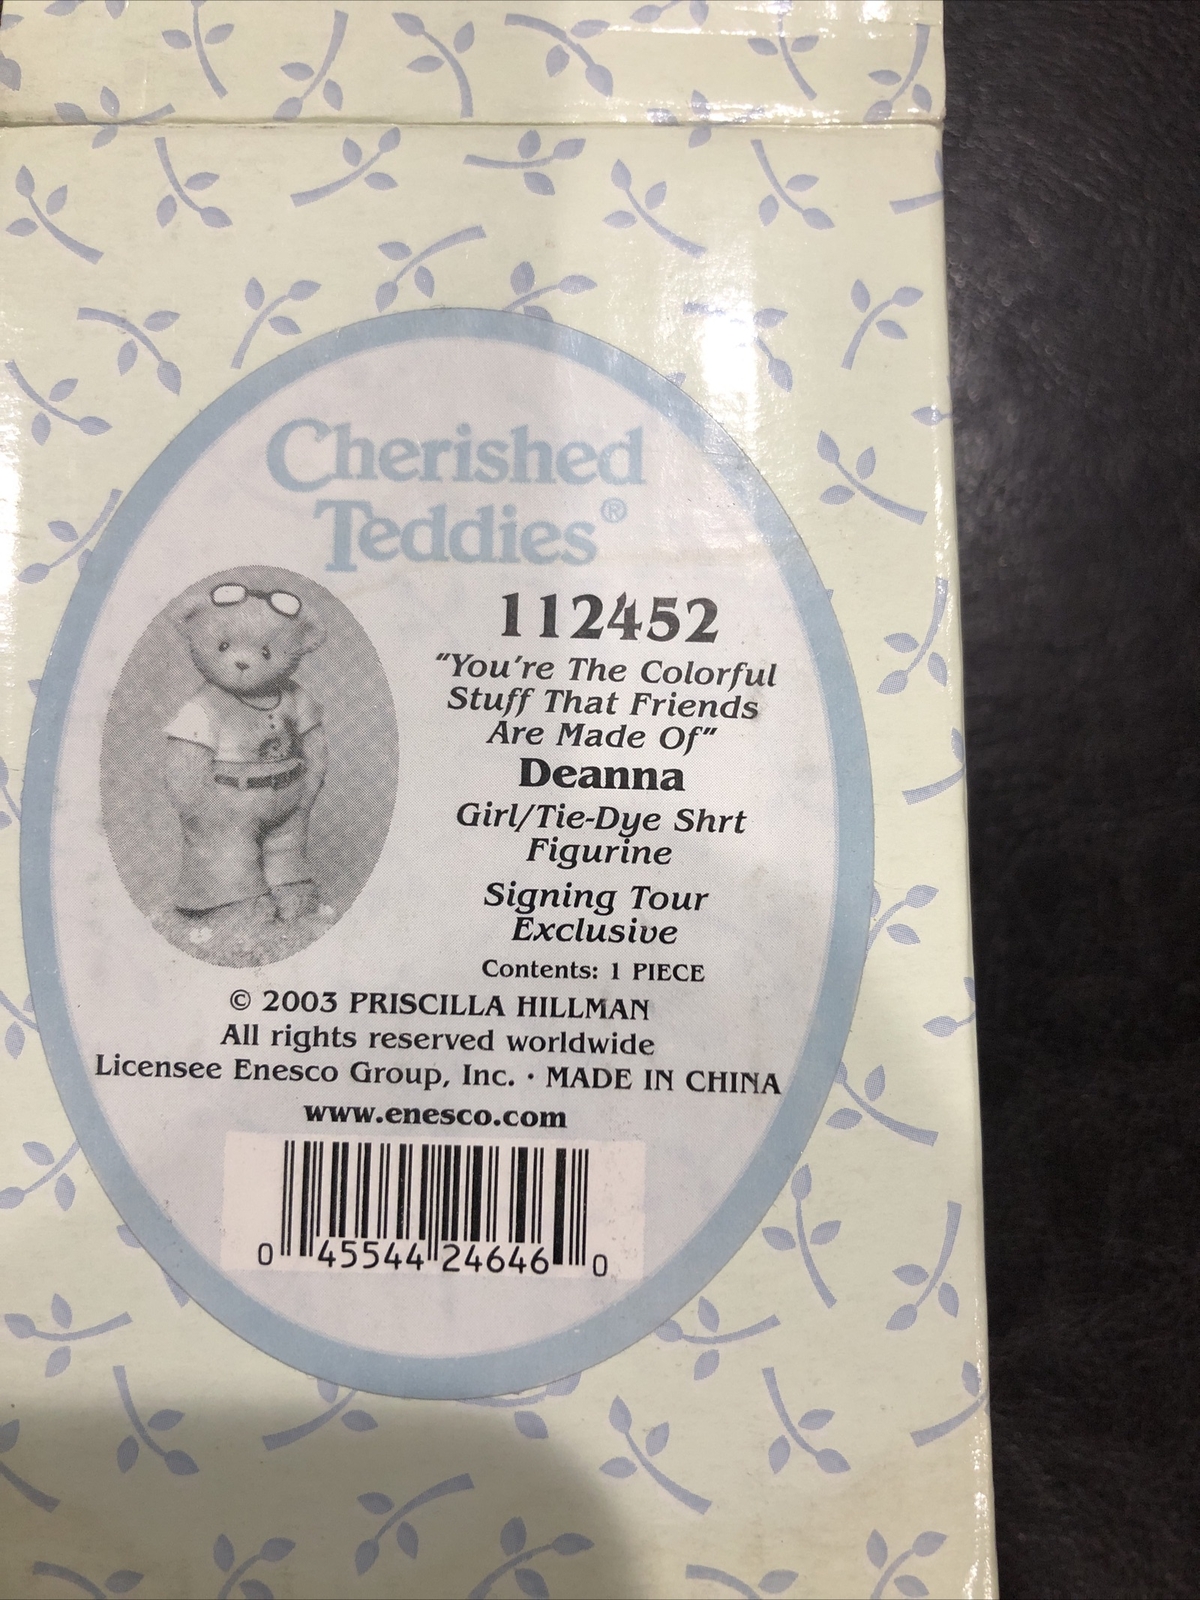 Cherished
Teddies®
112452
"You're The Colorful
Stuff That Friends
Are Made Of"
Deanna
Girl/Tie-Dye Shrt
Figurine
Signing Tour
Exclusive
Contents: 1 PIECE
© 2003 PRISCILLA HILLMAN
All rights reserved worldwide
Licensee Enesco Group, Inc. · MADE IN CHINA
www.enesco.com
0 45544 24646 0